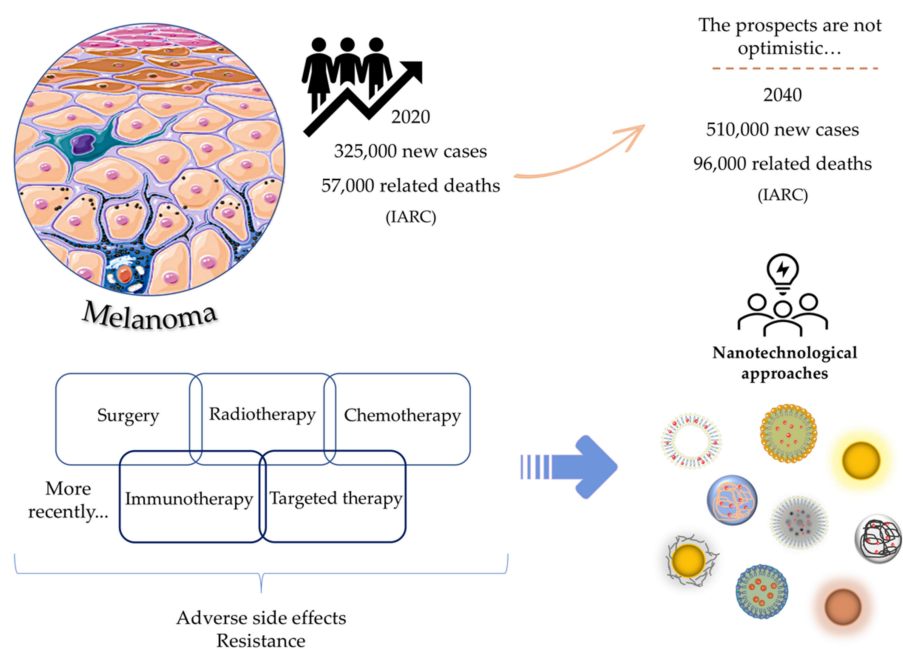 Melanoma
2020
325,000 new cases
57,000 related deaths
(IARC)
The prospects are not
optimistic…
2040
510,000 new cases
96,000 related deaths
(IARC)
Surgery
Radiotherapy
Chemotherapy
More
recently...
Immunotherapy
Targeted therapy
Adverse side effects
Resistance
Nanotechnological
approaches